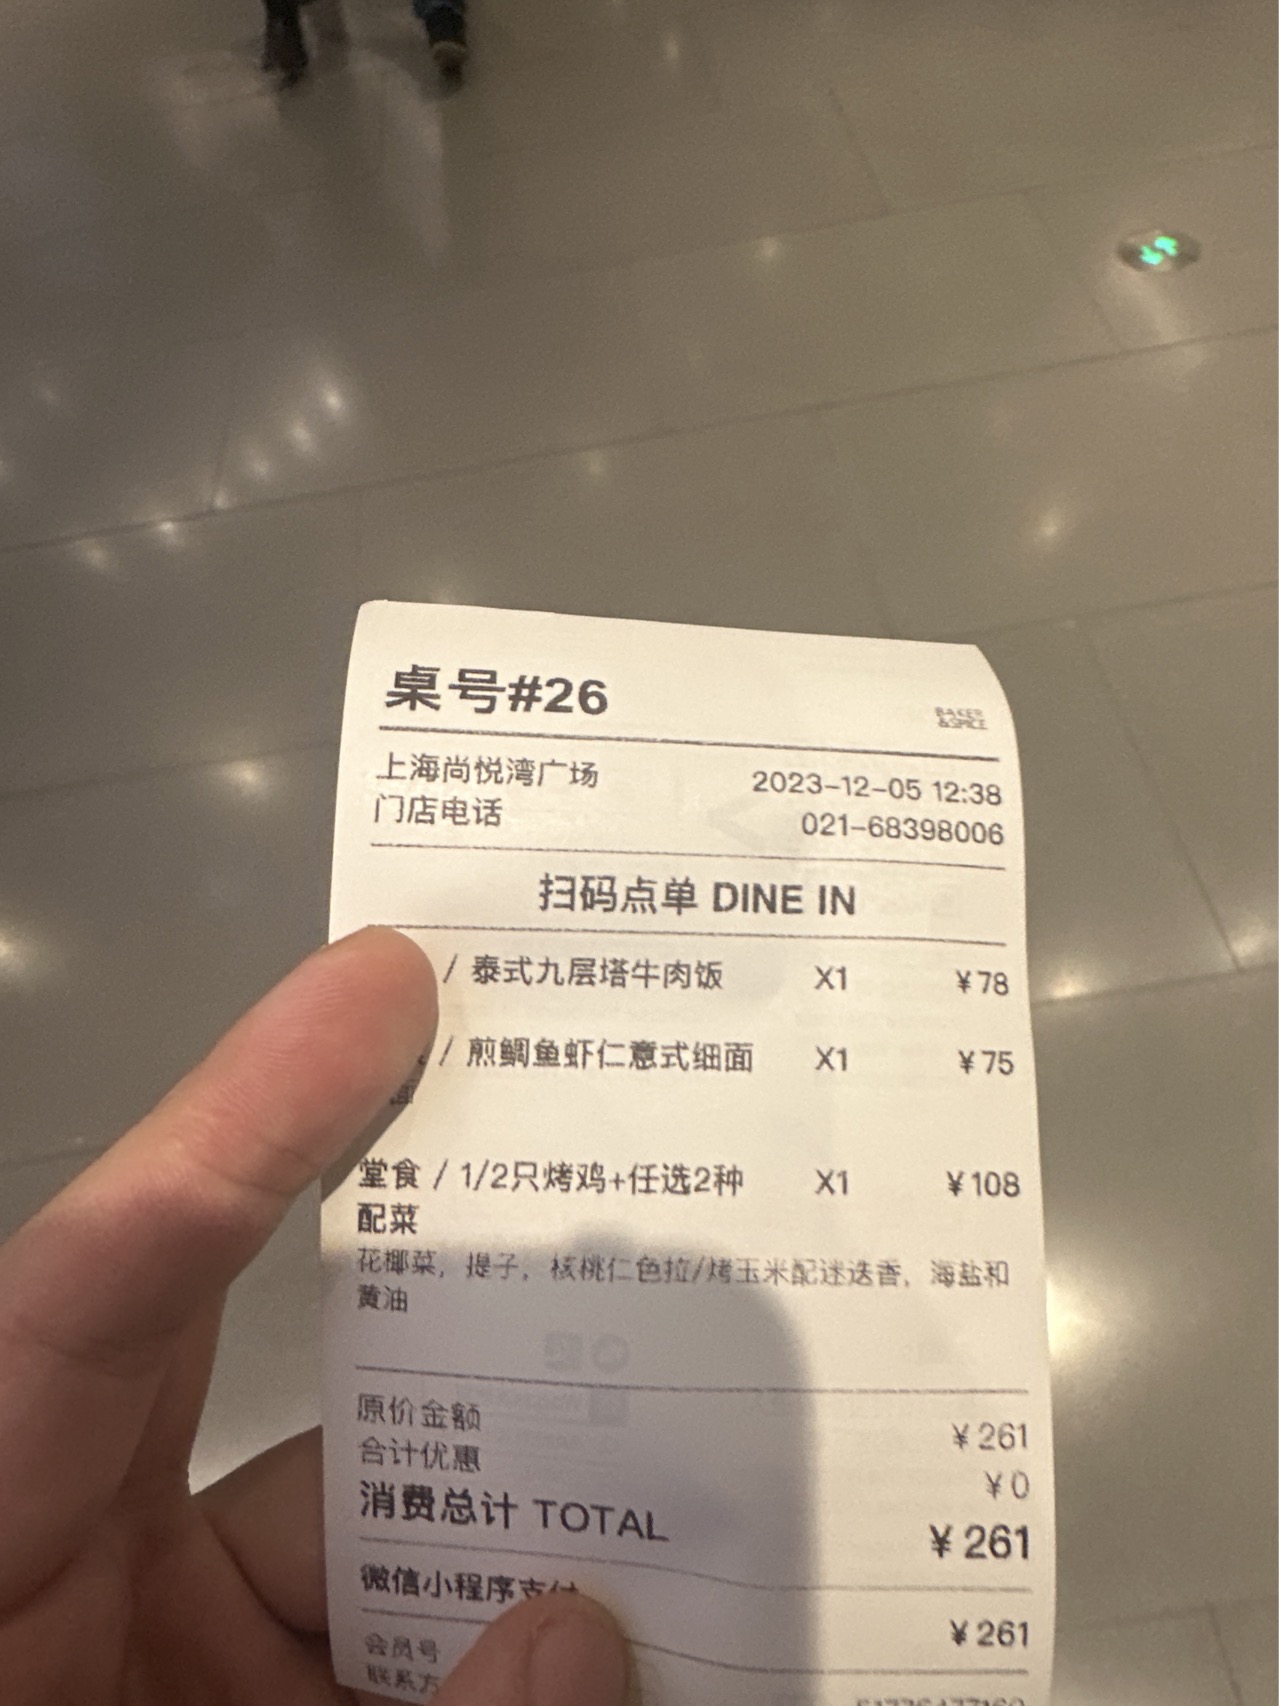 桌号#26
BAKER
&SPICE
上海尚悦湾广场 2023-12-05 12:38
门店电话 021-68398006
扫码点单 DINE IN
/ 泰式九层塔牛肉饭 X1 ¥78
/ 煎鲷鱼虾仁意式细面 X1 ¥75
面
堂食 / 1/2只烤鸡+任选2种 X1 ¥108
配菜
花椰菜, 提子, 核桃仁色拉/烤玉米配迷迭香, 海盐和
黄油
原价金额 ¥261
合计优惠 ¥0
消费总计 TOTAL ¥261
微信小程序支付 ¥261
会员号
联系方